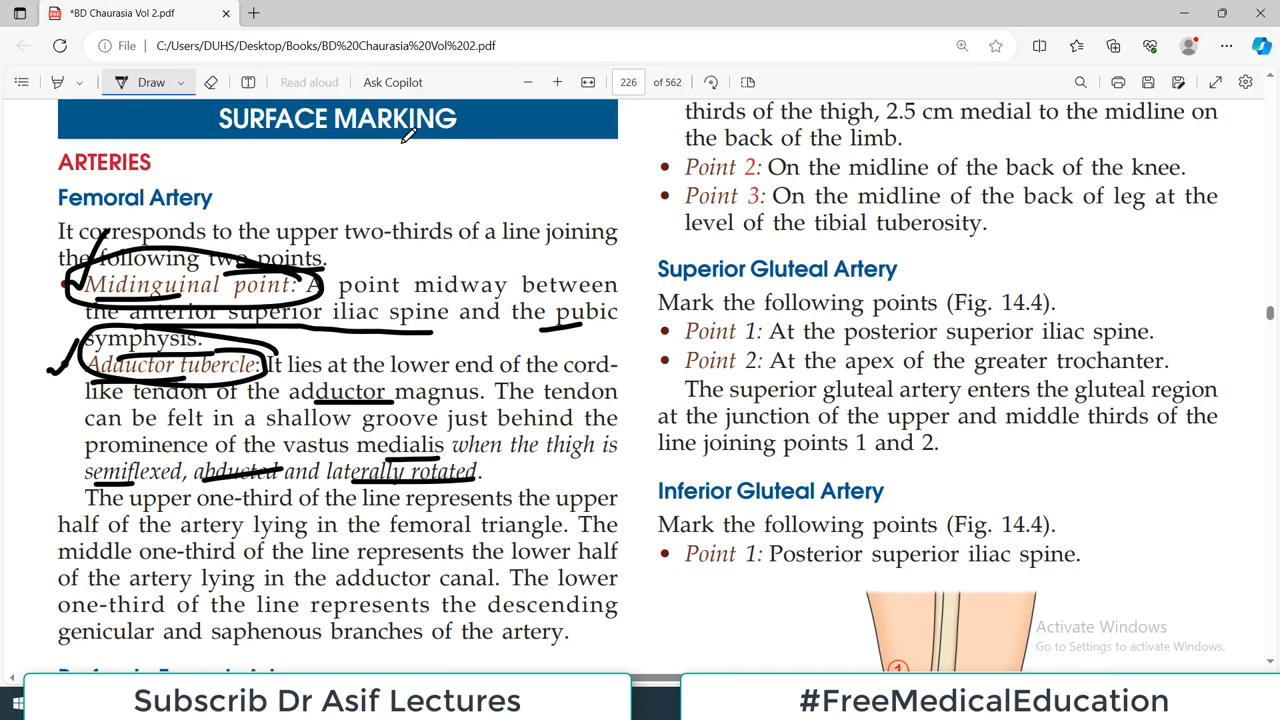 *BD Chaurasia Vol 2.pdf
File
C:/Users/DUHS/Desktop/Books/BD%20Chaurasia%20Vol%202.pdf
Draw
Read aloud
Ask Copilot
226
of 562
SURFACE MARKING
ARTERIES
Femoral Artery
It corresponds to the upper two-thirds of a line joining
the following two points.
• Midinguinal point: A point midway between
the anterior superior iliac spine and the pubic
symphysis.
• Adductor tubercle: It lies at the lower end of the cord-
like tendon of the adductor magnus. The tendon
can be felt in a shallow groove just behind the
prominence of the vastus medialis when the thigh is
semiflexed, abducted and laterally rotated.
The upper one-third of the line represents the upper
half of the artery lying in the femoral triangle. The
middle one-third of the line represents the lower half
of the artery lying in the adductor canal. The lower
one-third of the line represents the descending
genicular and saphenous branches of the artery.
thirds of the thigh, 2.5 cm medial to the midline on
the back of the limb.
• Point 2: On the midline of the back of the knee.
• Point 3: On the midline of the back of leg at the
level of the tibial tuberosity.
Superior Gluteal Artery
Mark the following points (Fig. 14.4).
• Point 1: At the posterior superior iliac spine.
• Point 2: At the apex of the greater trochanter.
The superior gluteal artery enters the gluteal region
at the junction of the upper and middle thirds of the
line joining points 1 and 2.
Inferior Gluteal Artery
Mark the following points (Fig. 14.4).
• Point 1: Posterior superior iliac spine.
1
Activate Windows
Go to Settings to activate Windows.
Subscrib Dr Asif Lectures
#FreeMedicalEducation